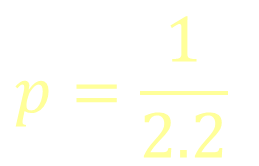 p = 1/2.2